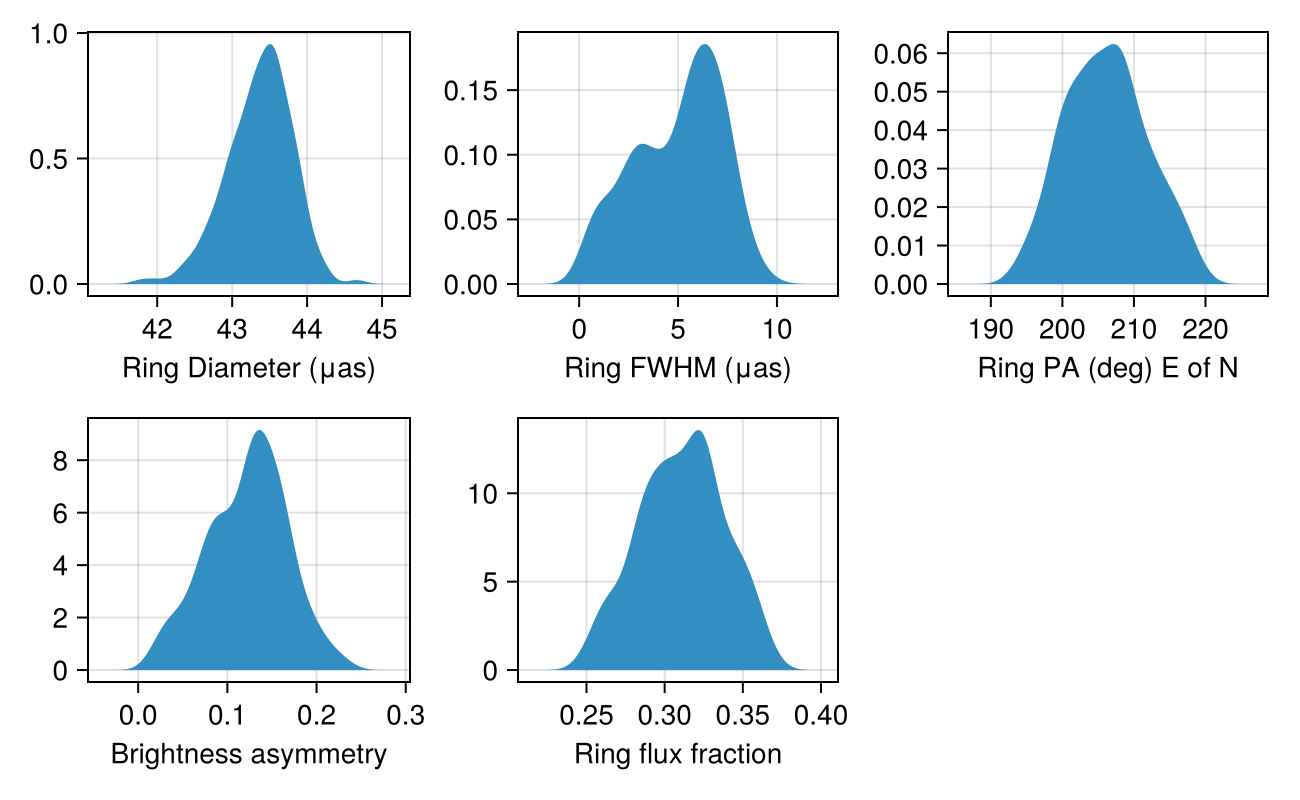 1.0
0.5
0.0
42 43 44 45
Ring Diameter (μas)
0.15
0.10
0.05
0.00
0 5 10
Ring FWHM (μas)
0.06
0.05
0.04
0.03
0.02
0.01
0.00
190 200 210 220
Ring PA (deg) E of N
8
6
4
2
0
0.0 0.1 0.2 0.3
Brightness asymmetry
10
5
0
0.25 0.30 0.35 0.40
Ring flux fraction